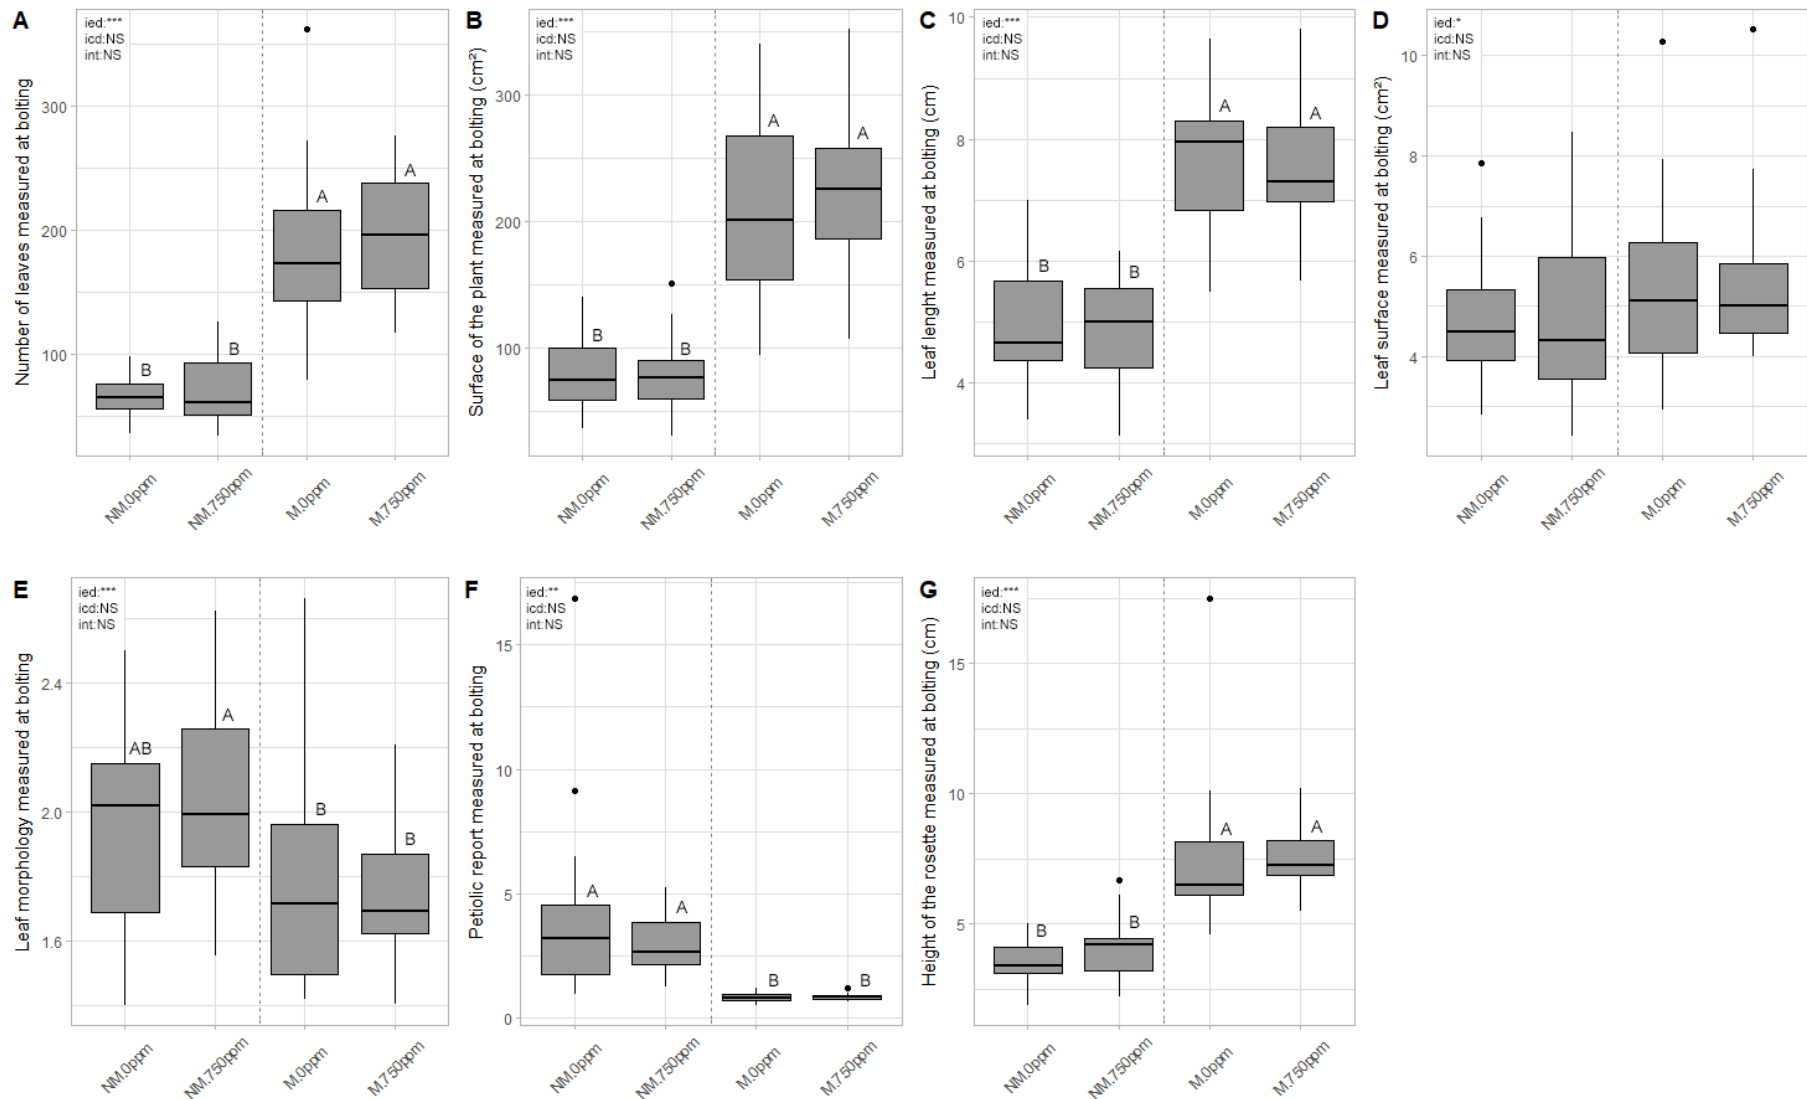 A
ied:***
icd:NS
int:NS
Number of leaves measured at bolting
300
200
100
B
B
A
A
NM.0ppm
NM.750ppm
M.0ppm
M.750ppm
B
ied:***
icd:NS
int:NS
Surface of the plant measured at bolting (cm²)
300
200
100
B
B
A
A
NM.0ppm
NM.750ppm
M.0ppm
M.750ppm
C
ied:***
icd:NS
int:NS
Leaf lenght measured at bolting (cm)
10
8
6
4
B
B
A
A
NM.0ppm
NM.750ppm
M.0ppm
M.750ppm
D
ied:*
icd:NS
int:NS
Leaf surface measured at bolting (cm²)
10
8
6
4
NM.0ppm
NM.750ppm
M.0ppm
M.750ppm
E
ied:***
icd:NS
int:NS
Leaf morphology measured at bolting
2.4
2.0
1.6
AB
A
B
B
NM.0ppm
NM.750ppm
M.0ppm
M.750ppm
F
ied:**
icd:NS
int:NS
Petiolic report measured at bolting
15
10
5
0
A
A
B
B
NM.0ppm
NM.750ppm
M.0ppm
M.750ppm
G
ied:***
icd:NS
int:NS
Height of the rosette measured at bolting (cm)
15
10
5
B
B
A
A
NM.0ppm
NM.750ppm
M.0ppm
M.750ppm